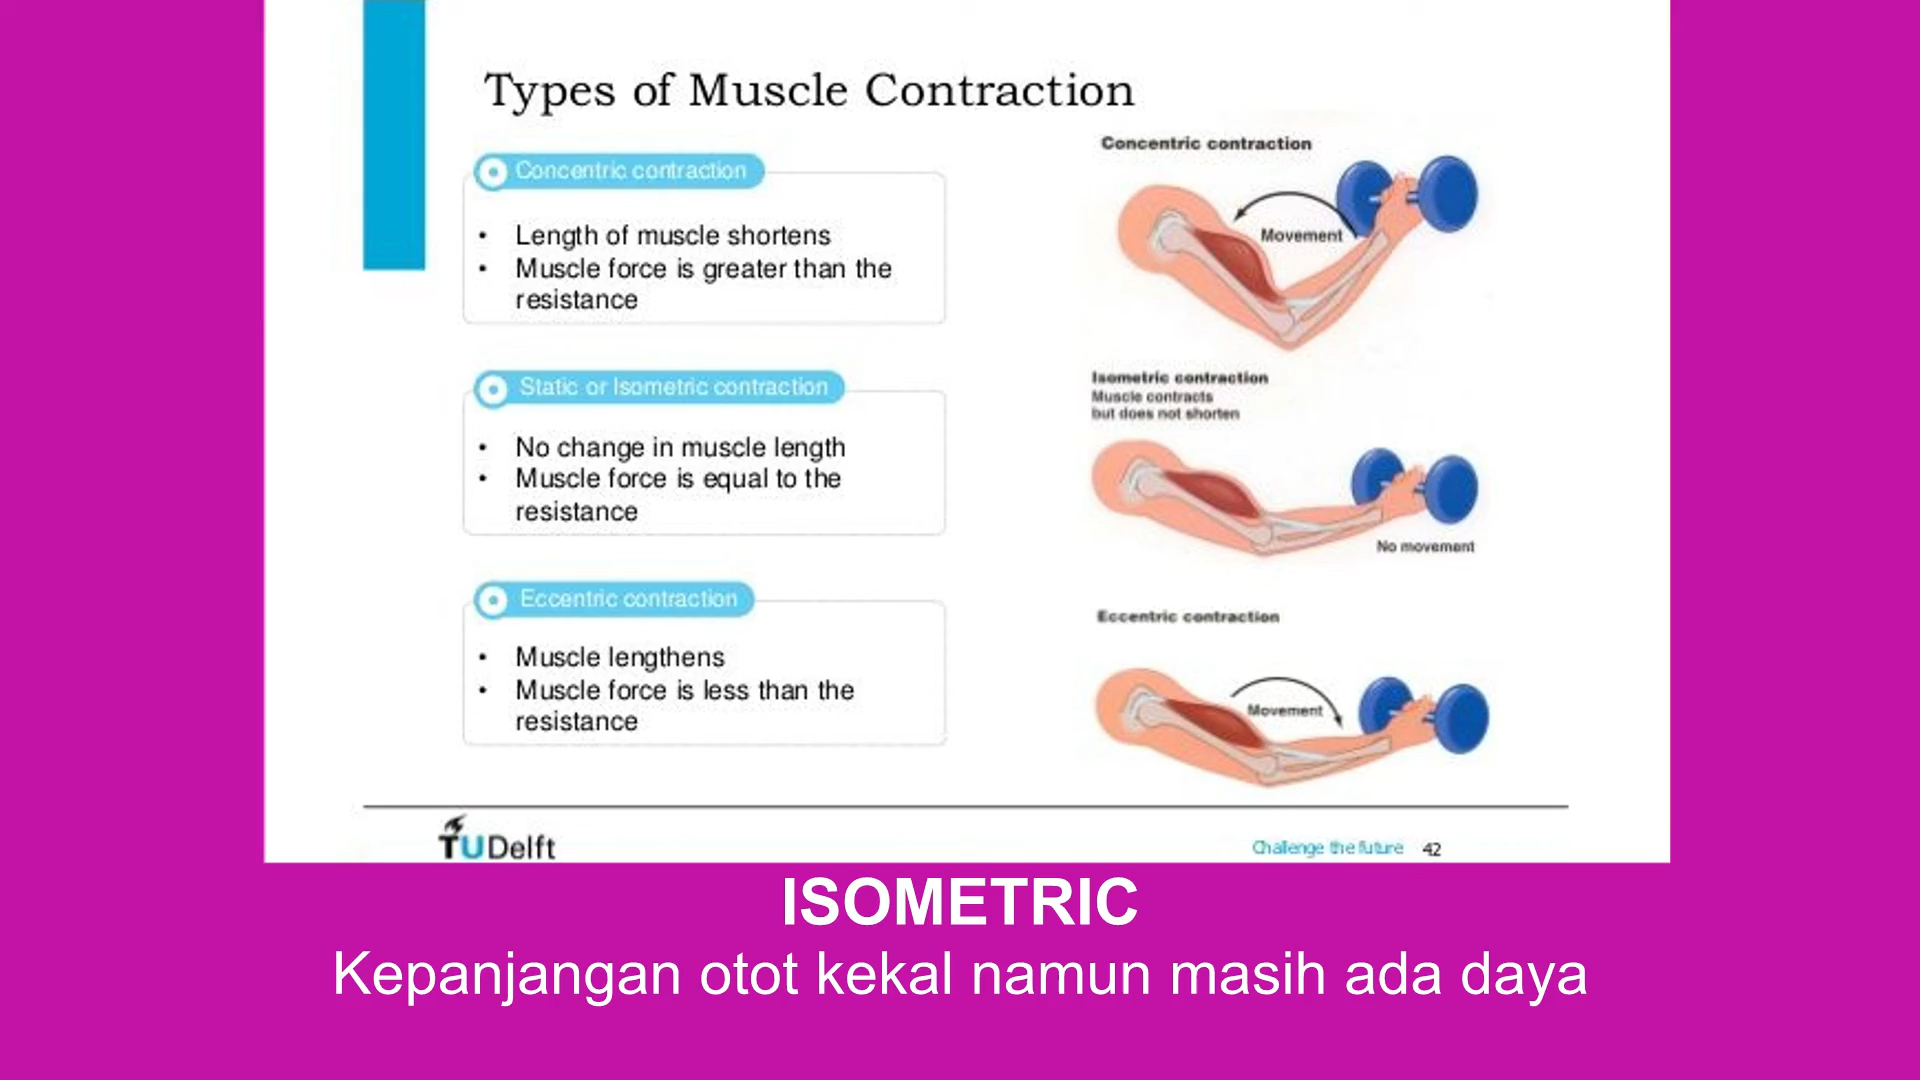 Types of Muscle Contraction
Concentric contraction
• Length of muscle shortens
• Muscle force is greater than the
resistance
Static or Isometric contraction
• No change in muscle length
• Muscle force is equal to the
resistance
Eccentric contraction
• Muscle lengthens
• Muscle force is less than the
resistance
Concentric contraction
Movement
Isometric contraction
Muscle contracts
but does not shorten
No movement
Eccentric contraction
Movement
TUDelft
Challenge the future 42
ISOMETRIC
Kepanjangan otot kekal namun masih ada daya